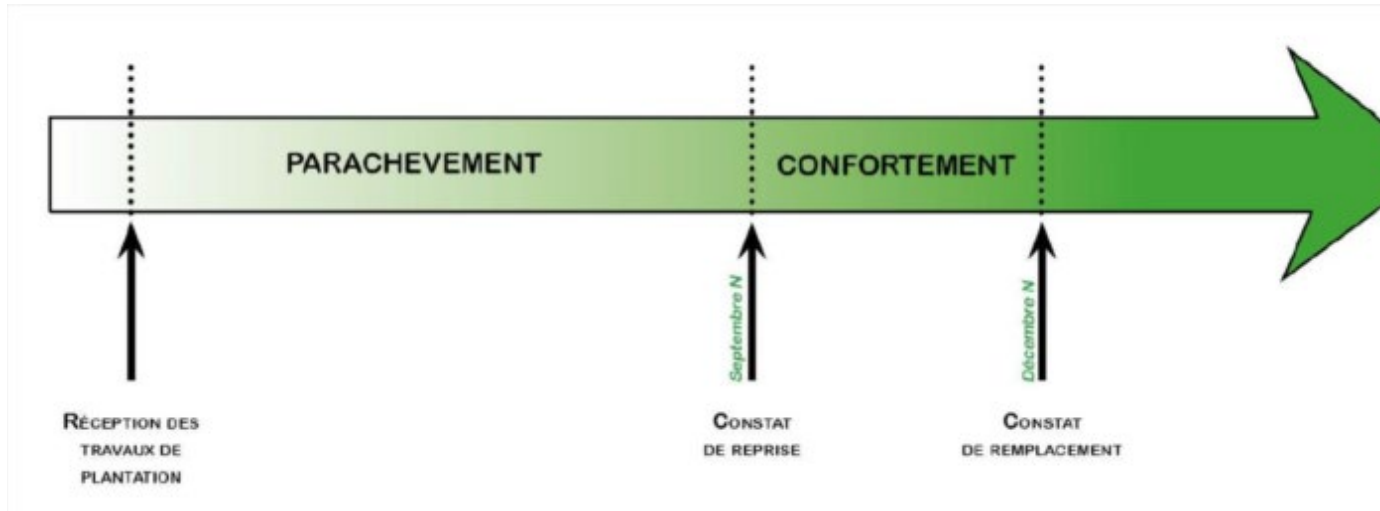 PARACHEVEMENT
CONFORTEMENT
Septembre N
Décembre N
RÉCEPTION DES
TRAVAUX DE
PLANTATION
CONSTAT
DE REPRISE
CONSTAT
DE REMPLACEMENT